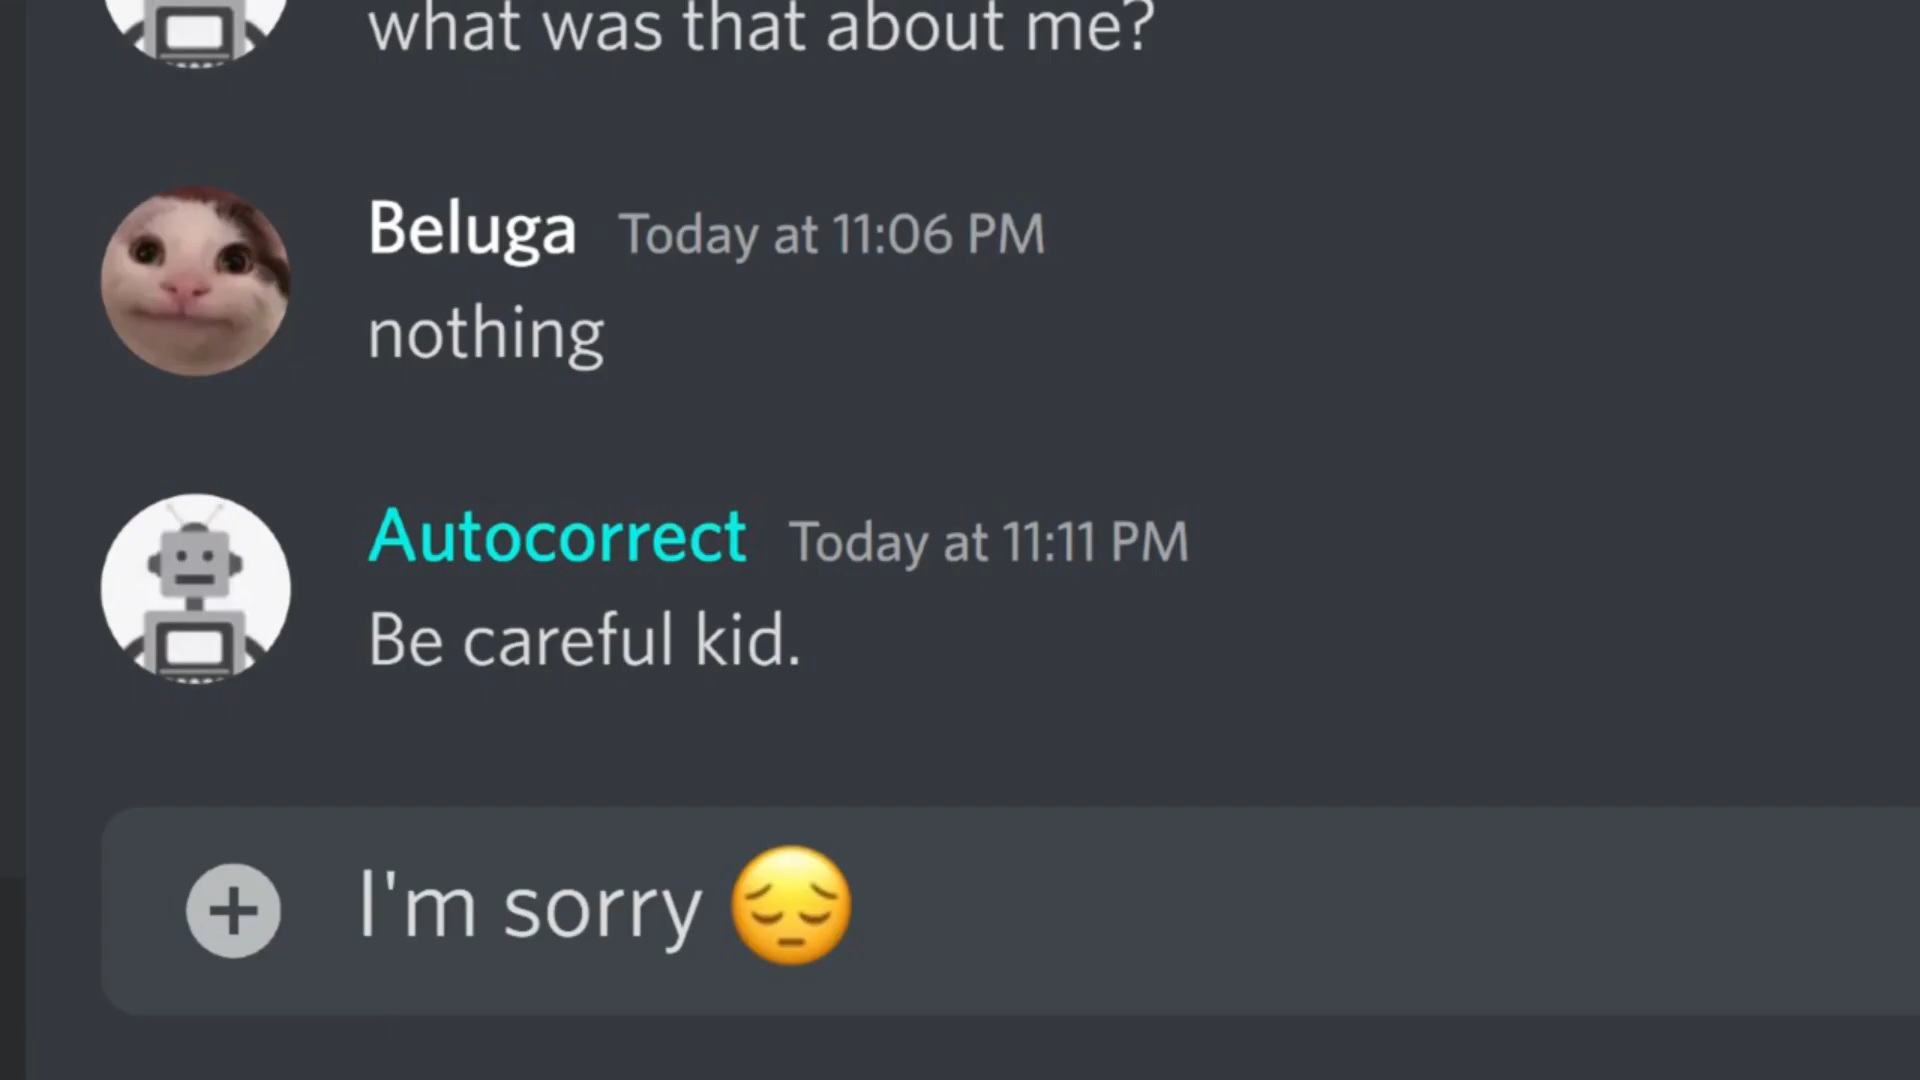 what was that about me?
Beluga Today at 11:06 PM
nothing
Autocorrect Today at 11:11 PM
Be careful kid.
I'm sorry 😔